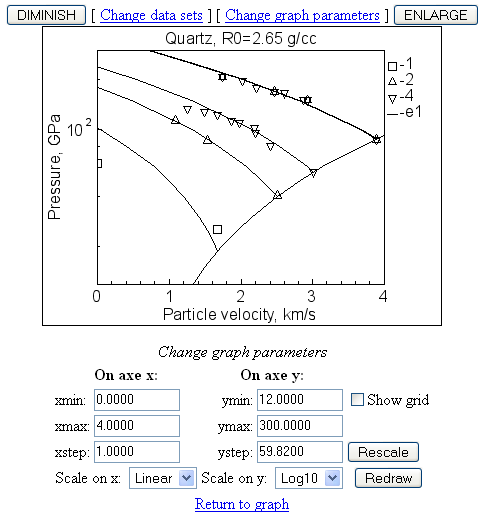 DIMINISH [ Change data sets ] [ Change graph parameters ] ENLARGE
Quartz, R0=2.65 g/cc
-1
-2
-4
-e1
Pressure, GPa
10²
0 1 2 3 4
Particle velocity, km/s
Change graph parameters
On axe x: On axe y:
xmin: 0.0000 ymin: 12.0000 Show grid
xmax: 4.0000 ymax: 300.0000
xstep: 1.0000 ystep: 59.8200 Rescale
Scale on x: Linear Scale on y: Log10 Redraw
Return to graph